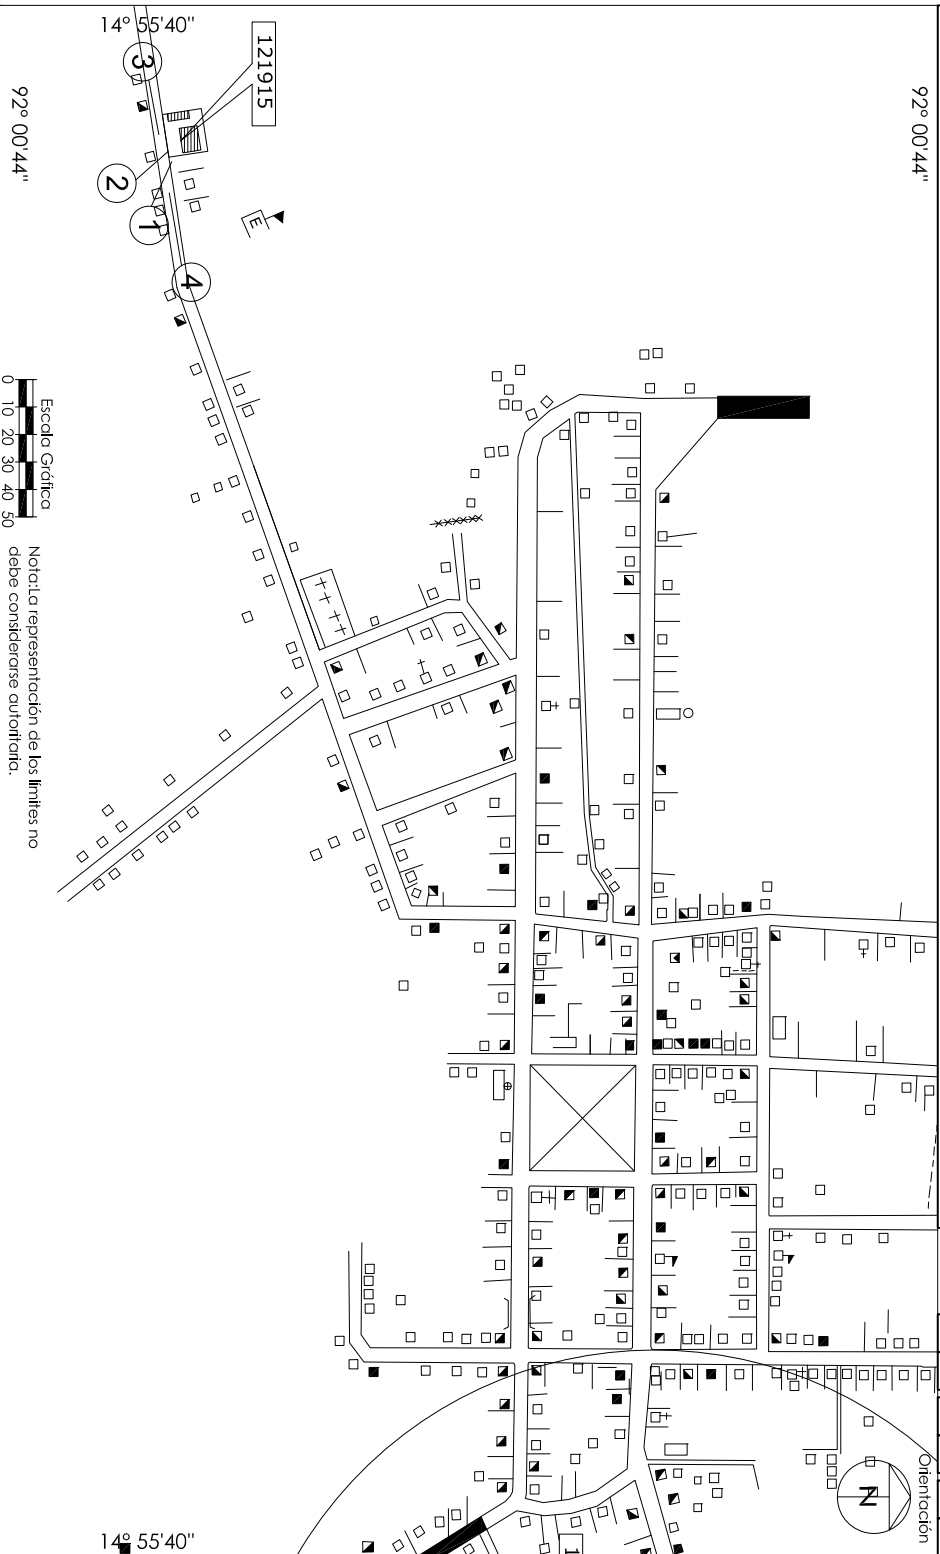 14° 55'40"
92° 00'44"
92° 00'44"
121915
3
2
1
4
E
Escala Gráfica
0 10 20 30 40 50
Nota:La representación de los límites no
debe considerarse autoritaria.
Orientación
N
1
14° 55'40"